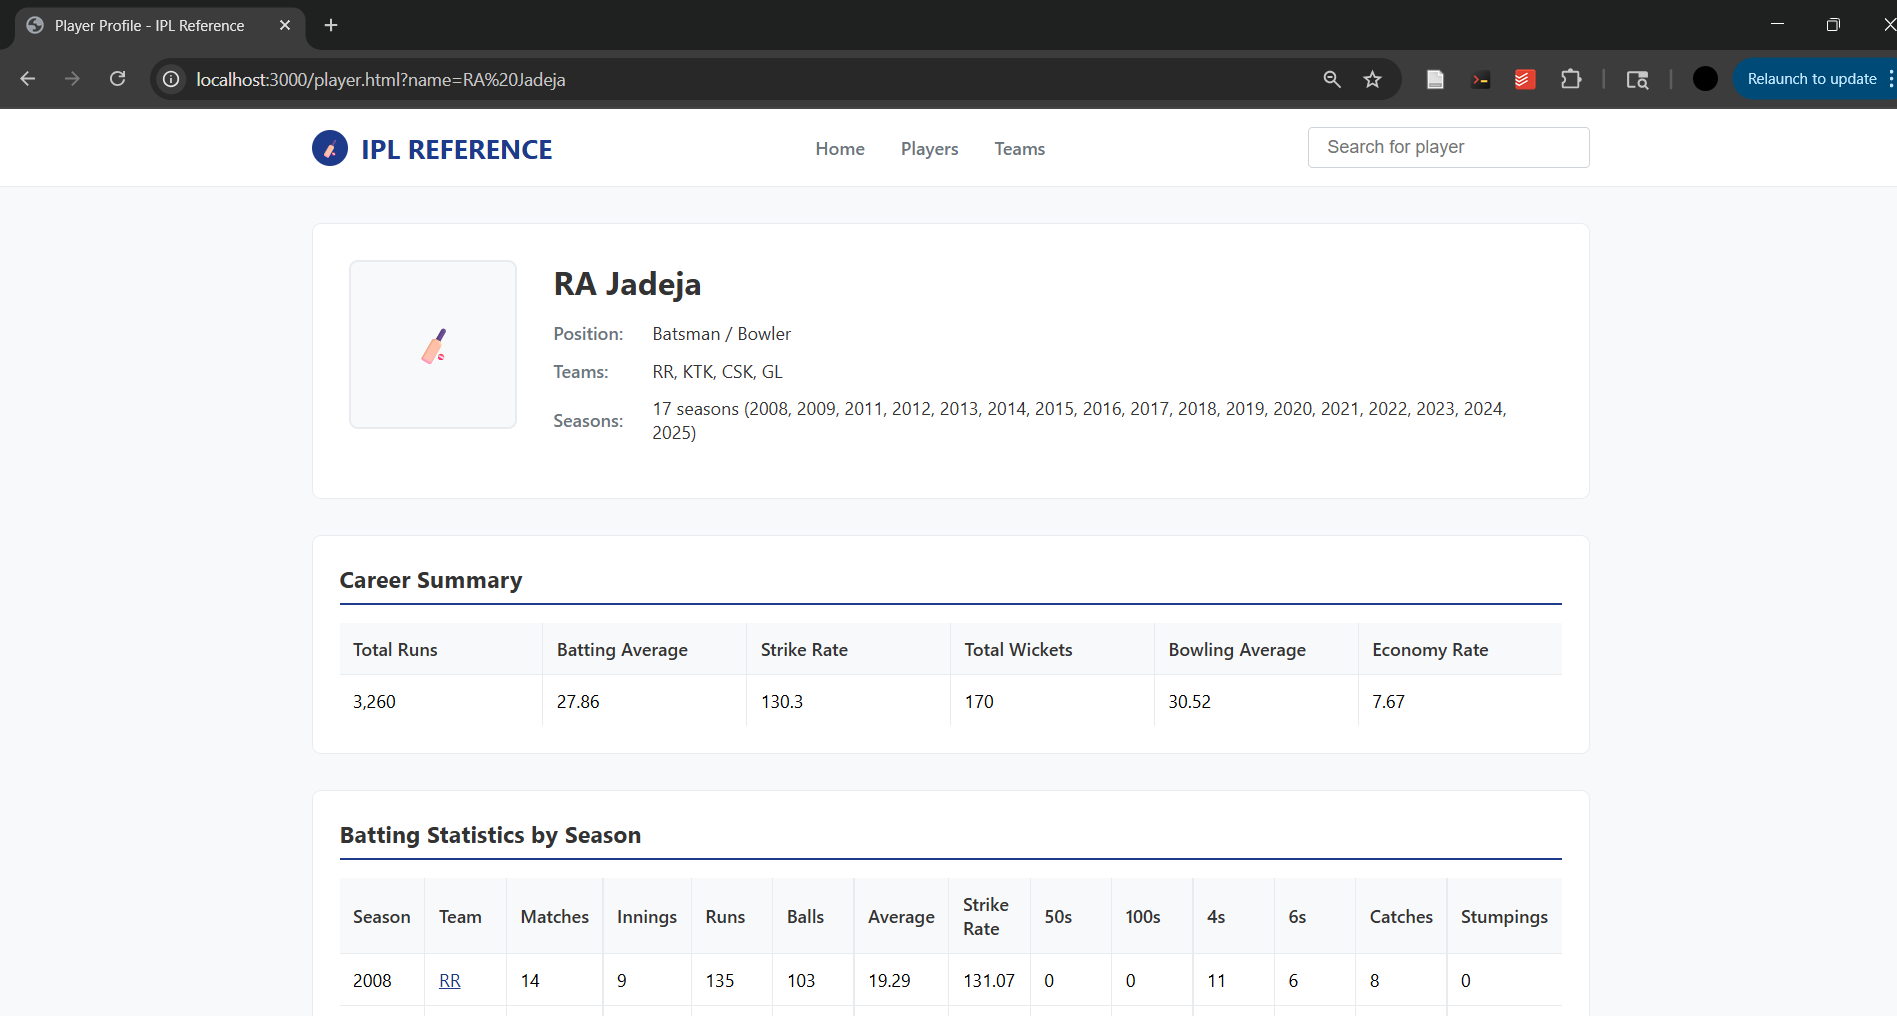 Player Profile - IPL Reference
localhost:3000/player.html?name=RA%20Jadeja
Relaunch to update
IPL REFERENCE
Home Players Teams
Search for player
RA Jadeja
Position: Batsman / Bowler
Teams: RR, KTK, CSK, GL
Seasons: 17 seasons (2008, 2009, 2011, 2012, 2013, 2014, 2015, 2016, 2017, 2018, 2019, 2020, 2021, 2022, 2023, 2024,
2025)
Career Summary
Total Runs Batting Average Strike Rate Total Wickets Bowling Average Economy Rate
3,260 27.86 130.3 170 30.52 7.67
Batting Statistics by Season
Season Team Matches Innings Runs Balls Average Strike Rate 50s 100s 4s 6s Catches Stumpings
2008 RR 14 9 135 103 19.29 131.07 0 0 11 6 8 0